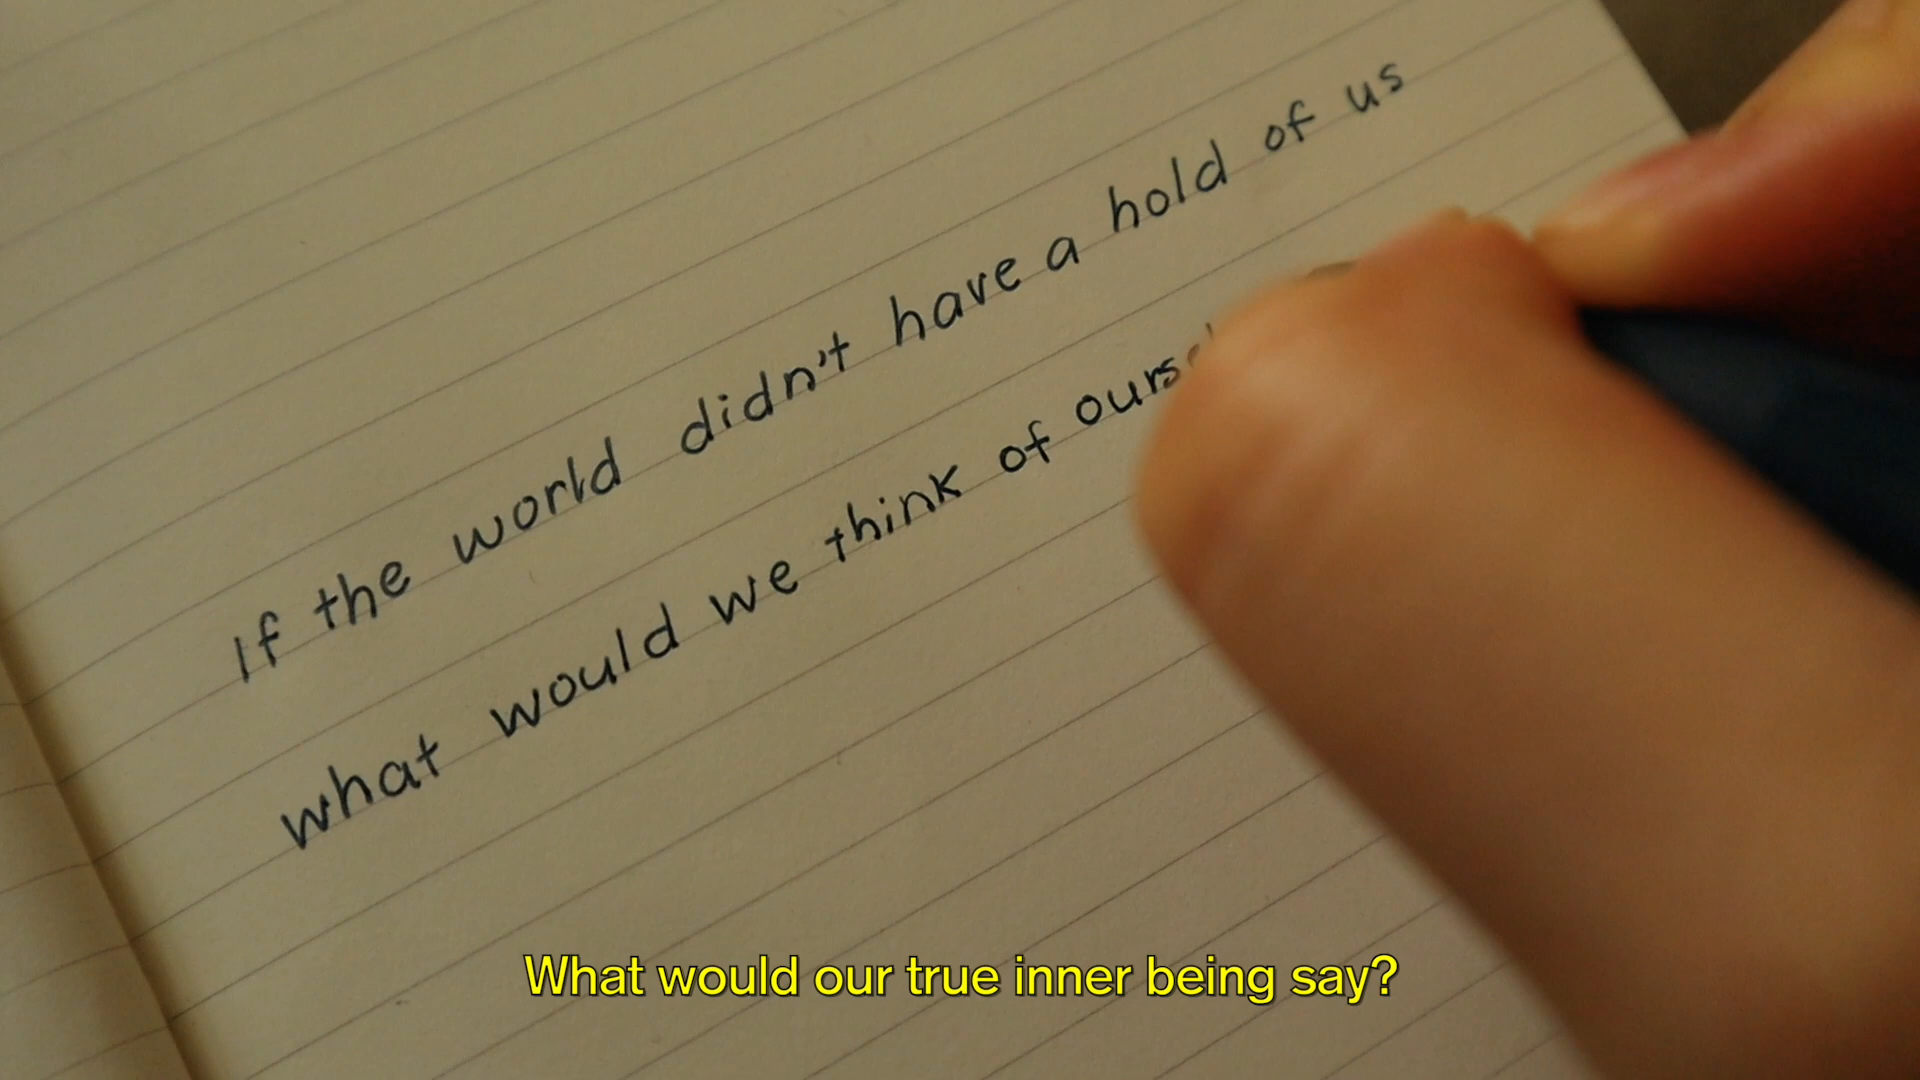 If the world didn't have a hold of us
what would we think of
What would our true inner being say?